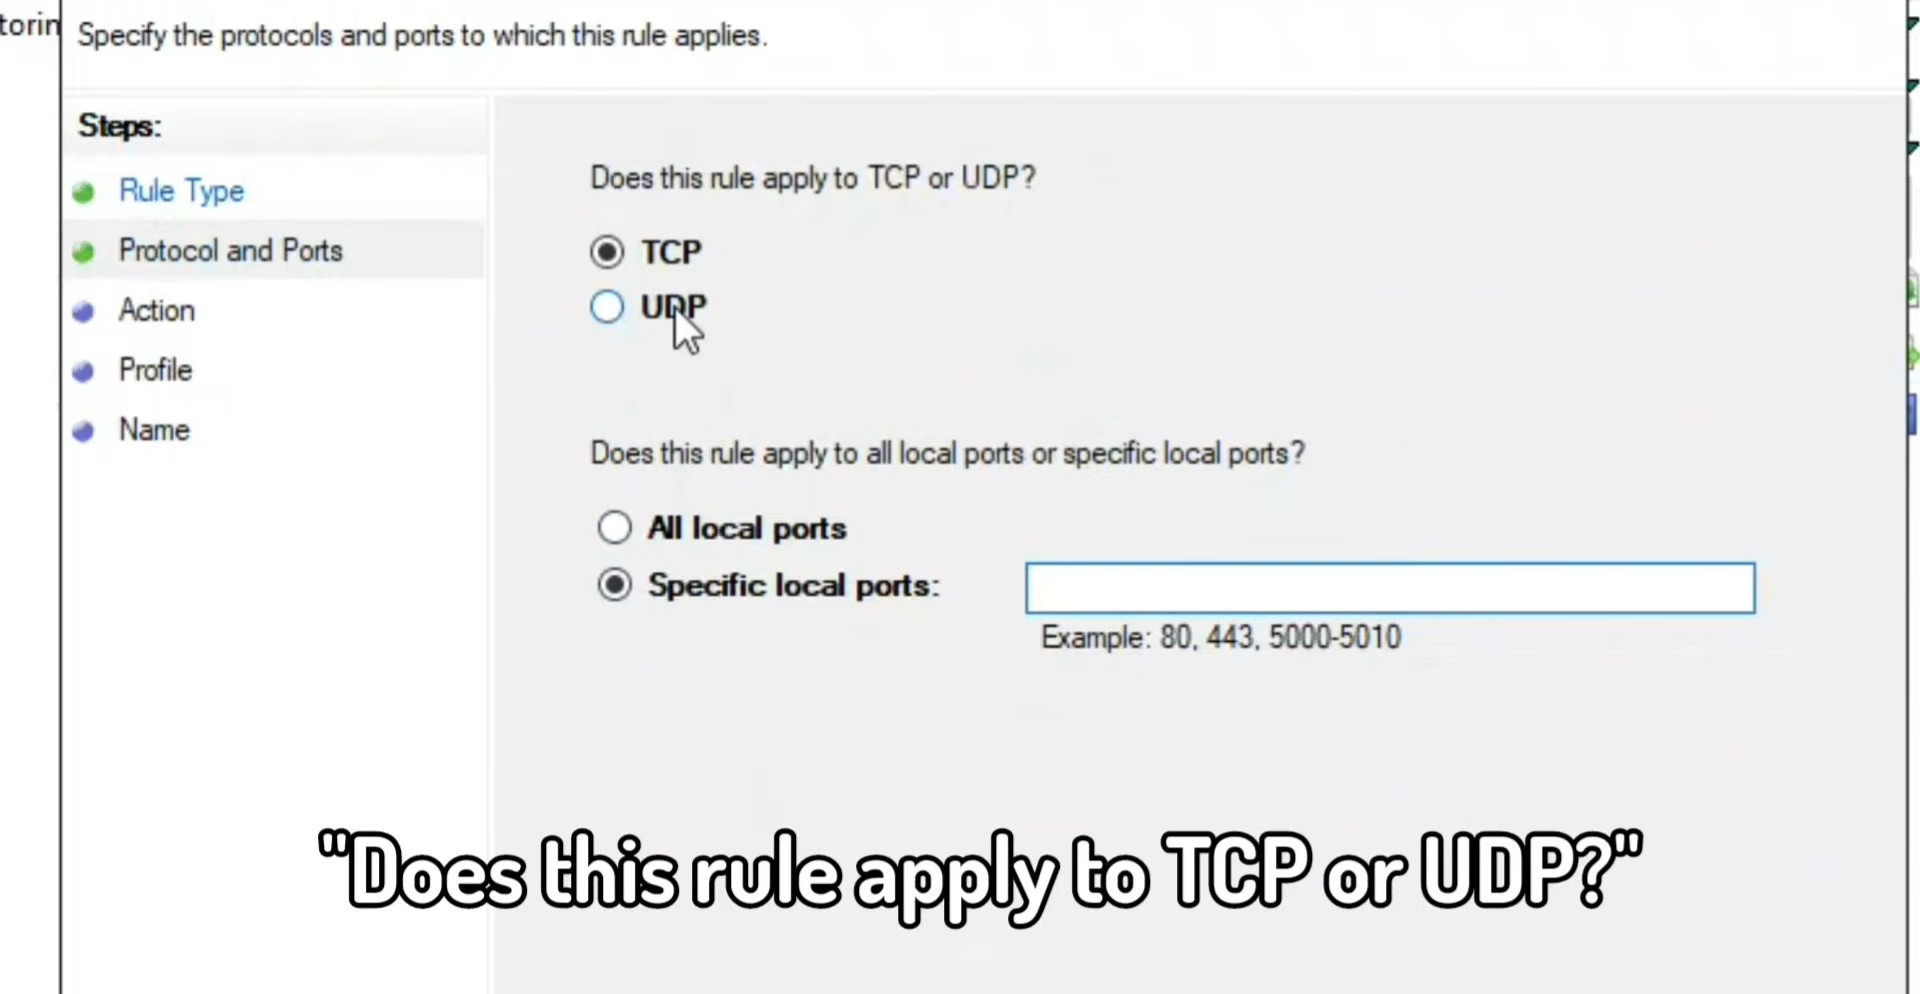 Specify the protocols and ports to which this rule applies.
Steps:
Rule Type
Protocol and Ports
Action
Profile
Name
Does this rule apply to TCP or UDP?
TCP
UDP
Does this rule apply to all local ports or specific local ports?
All local ports
Specific local ports:
Example: 80, 443, 5000-5010
"Does this rule apply to TCP or UDP?"